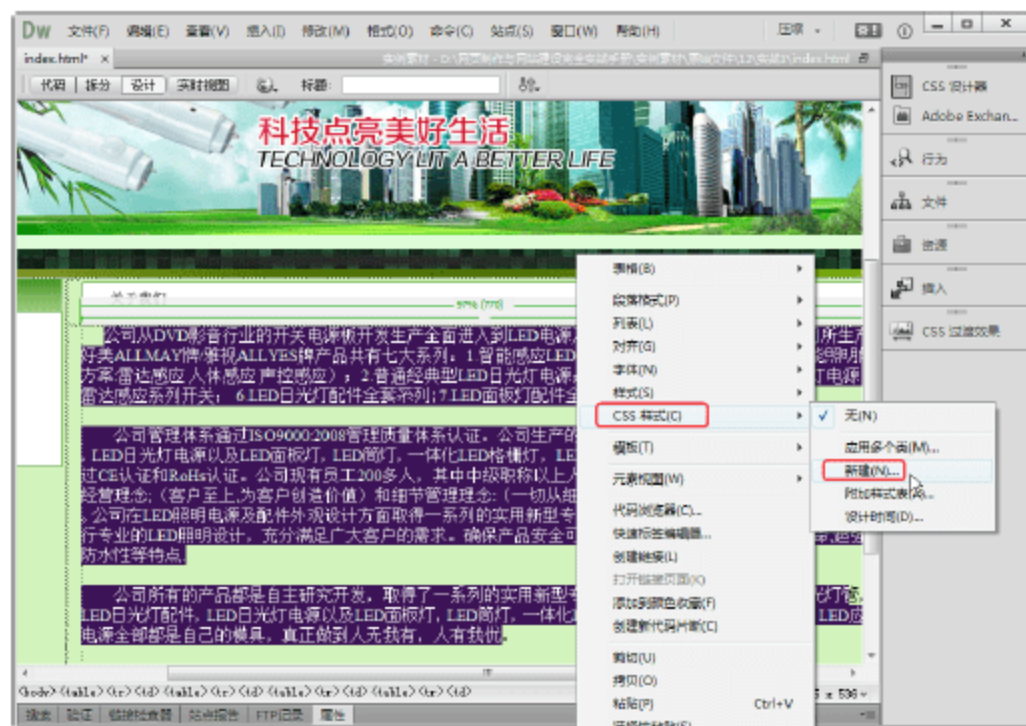 Dw 文件(F) 编辑(E) 查看(V) 插入(I) 修改(M) 格式(O) 命令(C) 站点(S) 窗口(W) 帮助(H) 压缩
index.html* ×
代码 拆分 设计 实时视图 标题:
CSS 设计器
Adobe Exchan...
行为
文件
资源
插入
CSS 过渡效果
科技点亮美好生活
TECHNOLOGY LIT A BETTER LIFE
关于我们
97% (770)
公司从DVD影音行业的开关电源板开发生产全面进入到LED电源
好美ALLMAY牌/雅视ALLYES牌产品共有七大系列：1.智能感应LED
方案:雷达感应 人体感应 声控感应）；2.普通经典型LED日光灯电源
雷达感应系列开关； 6.LED日光灯配件全套系列;7.LED面板灯配件全
公司管理体系通过ISO9000:2008管理质量体系认证。公司生产的
，LED日光灯电源以及LED面板灯，LED筒灯，一体化LED格栅灯，LE
过CE认证和RoHs认证。公司现有员工200多人，其中中级职称以上人
经营理念:（客户至上,为客户创造价值）和细节管理理念:（一切从细
。公司在LED照明电源及配件外观设计方面取得一系列的实用新型专
行专业的LED照明设计，充分满足广大客户的需求。确保产品安全可
防水性等特点.
公司所有的产品都是自主研究开发，取得了一系列的实用新型专
LED日光灯配件，LED日光灯电源以及LED面板灯，LED筒灯，一体化L
电源全部都是自己的模具，真正做到人无我有，人有我优。
表格(B)
段落格式(P)
列表(L)
对齐(G)
字体(N)
样式(S)
CSS 样式(C)
模板(T)
元素视图(W)
代码浏览器(C)...
快速标签编辑器...
创建链接(L)
打开链接页面(K)
添加到颜色收藏(F)
创建新代码片断(C)
剪切(U)
拷贝(O)
粘贴(P) Ctrl+V
无(N)
应用多个类(M)...
新建(N)...
附加样式表(A)...
设计时间(D)...
<body> <table> <tr> <td> <table> <tr> <td> <table> <tr> <td> <table> <tr> <td>
搜索 验证 链接检查器 站点报告 FTP记录 属性